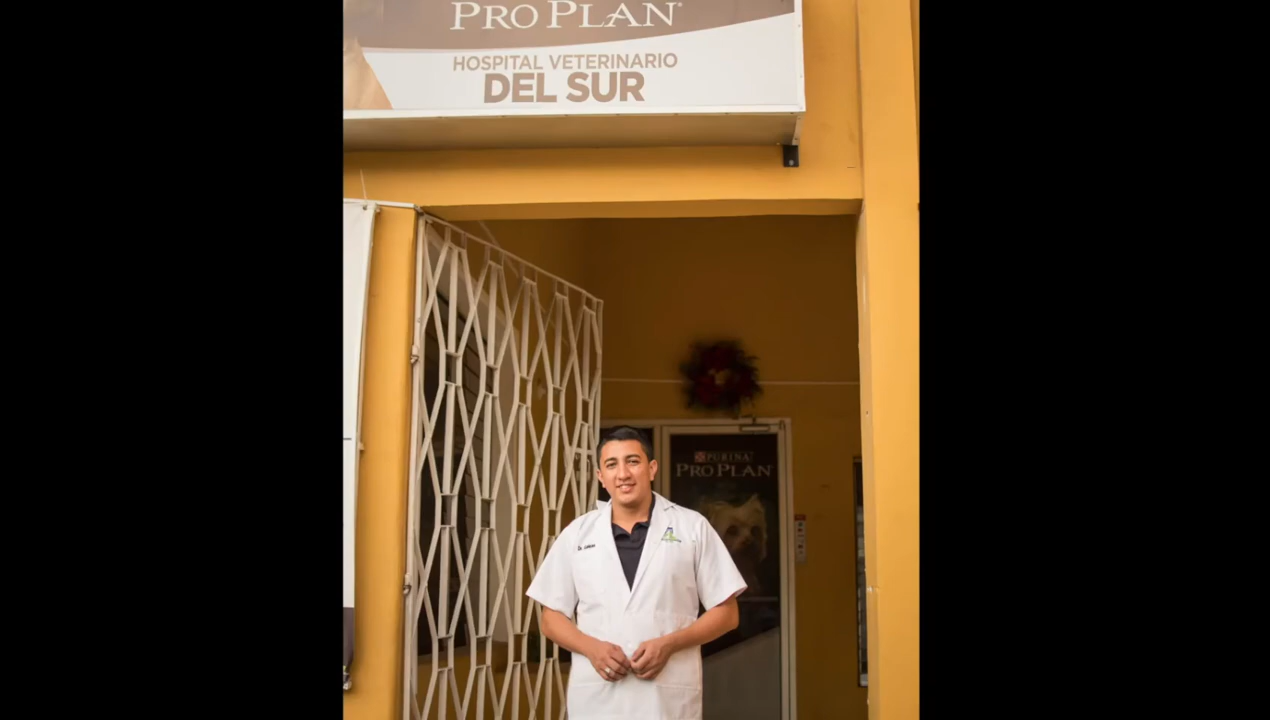 PRO PLAN
HOSPITAL VETERINARIO
DEL SUR
PURINA
PRO PLAN